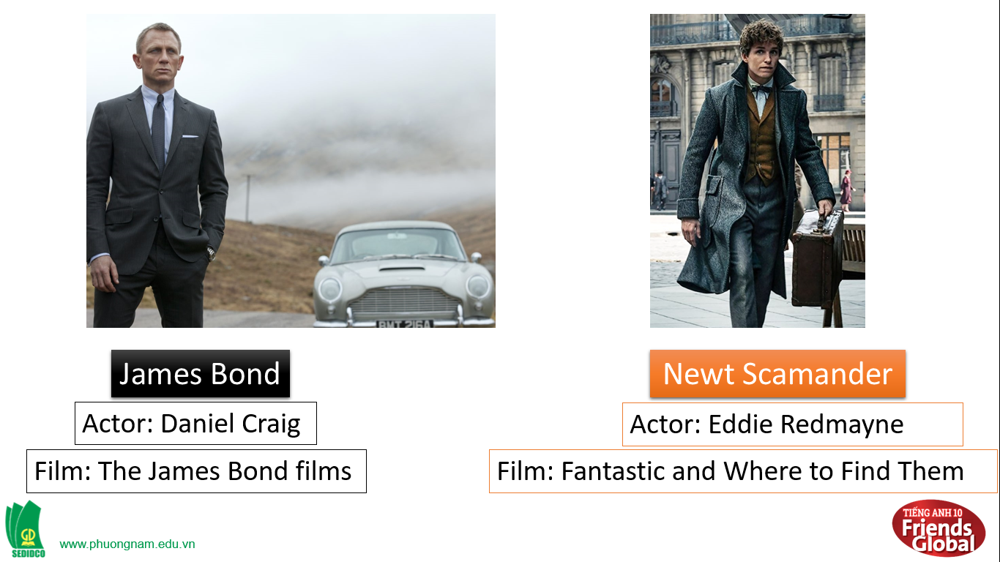 BMT 216A
James Bond
Newt Scamander
Actor: Daniel Craig
Actor: Eddie Redmayne
Film: The James Bond films
Film: Fantastic and Where to Find Them
GD
SEDIDCO
www.phuongnam.edu.vn
TIẾNG ANH 10
Friends
Global